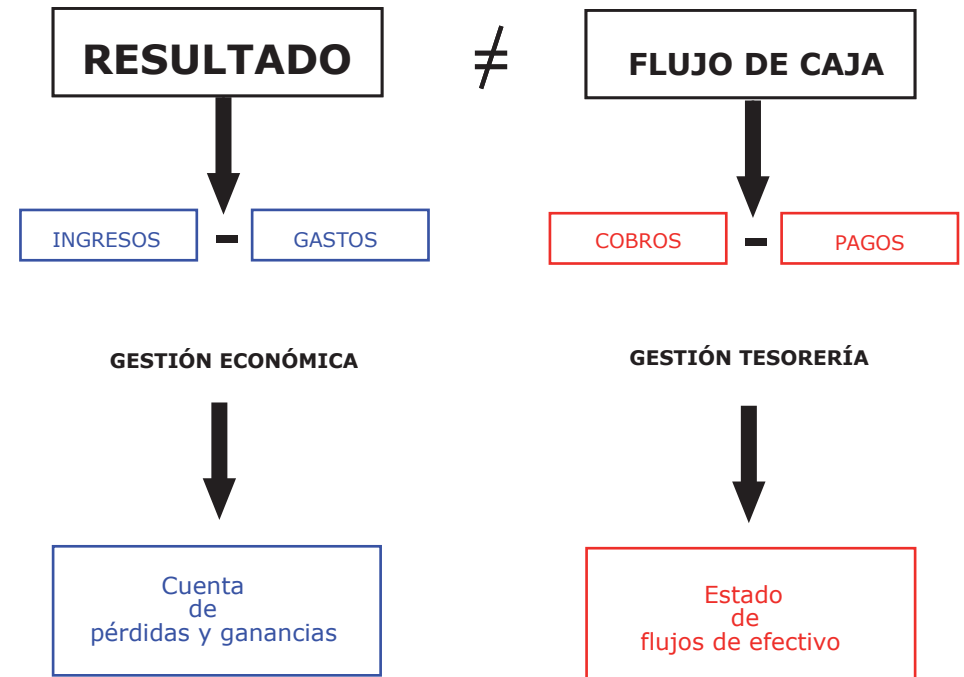 RESULTADO ≠ FLUJO DE CAJA
INGRESOS - GASTOS
COBROS - PAGOS
GESTIÓN ECONÓMICA
GESTIÓN TESORERÍA
Cuenta
de
pérdidas y ganancias
Estado
de
flujos de efectivo